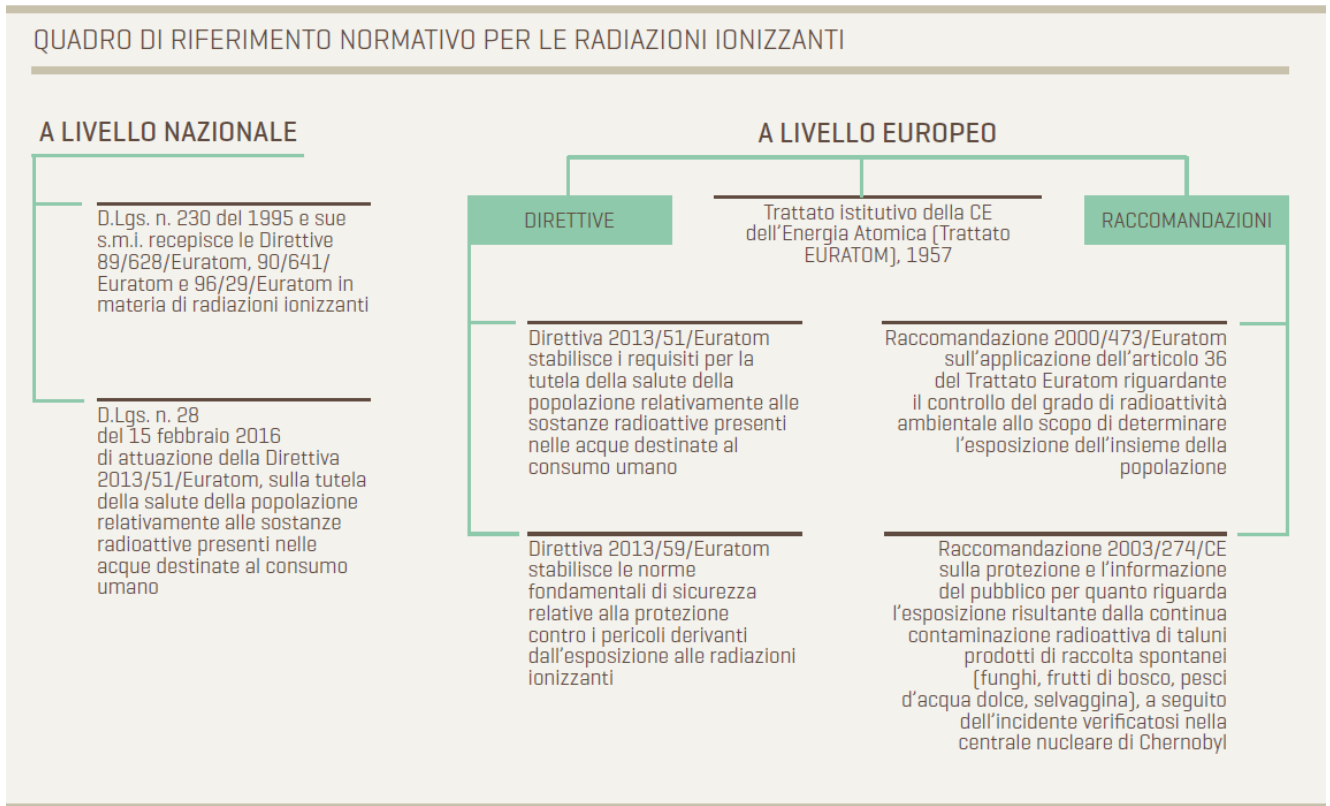 QUADRO DI RIFERIMENTO NORMATIVO PER LE RADIAZIONI IONIZZANTI
A LIVELLO NAZIONALE
D.Lgs. n. 230 del 1995 e sue
s.m.i. recepisce le Direttive
89/628/Euratom, 90/641/
Euratom e 96/29/Euratom in
materia di radiazioni ionizzanti
D.Lgs. n. 28
del 15 febbraio 2016
di attuazione della Direttiva
2013/51/Euratom, sulla tutela
della salute della popolazione
relativamente alle sostanze
radioattive presenti nelle
acque destinate al consumo
umano
A LIVELLO EUROPEO
DIRETTIVE
Trattato istitutivo della CE
dell'Energia Atomica (Trattato
EURATOM), 1957
RACCOMANDAZIONI
Direttiva 2013/51/Euratom
stabilisce i requisiti per la
tutela della salute della
popolazione relativamente alle
sostanze radioattive presenti
nelle acque destinate al
consumo umano
Direttiva 2013/59/Euratom
stabilisce le norme
fondamentali di sicurezza
relative alla protezione
contro i pericoli derivanti
dall'esposizione alle radiazioni
ionizzanti
Raccomandazione 2000/473/Euratom
sull'applicazione dell'articolo 36
del Trattato Euratom riguardante
il controllo del grado di radioattività
ambientale allo scopo di determinare
l'esposizione dell'insieme della
popolazione
Raccomandazione 2003/274/CE
sulla protezione e l'informazione
del pubblico per quanto riguarda
l'esposizione risultante dalla continua
contaminazione radioattiva di taluni
prodotti di raccolta spontanei
(funghi, frutti di bosco, pesci
d'acqua dolce, selvaggina), a seguito
dell'incidente verificatosi nella
centrale nucleare di Chernobyl